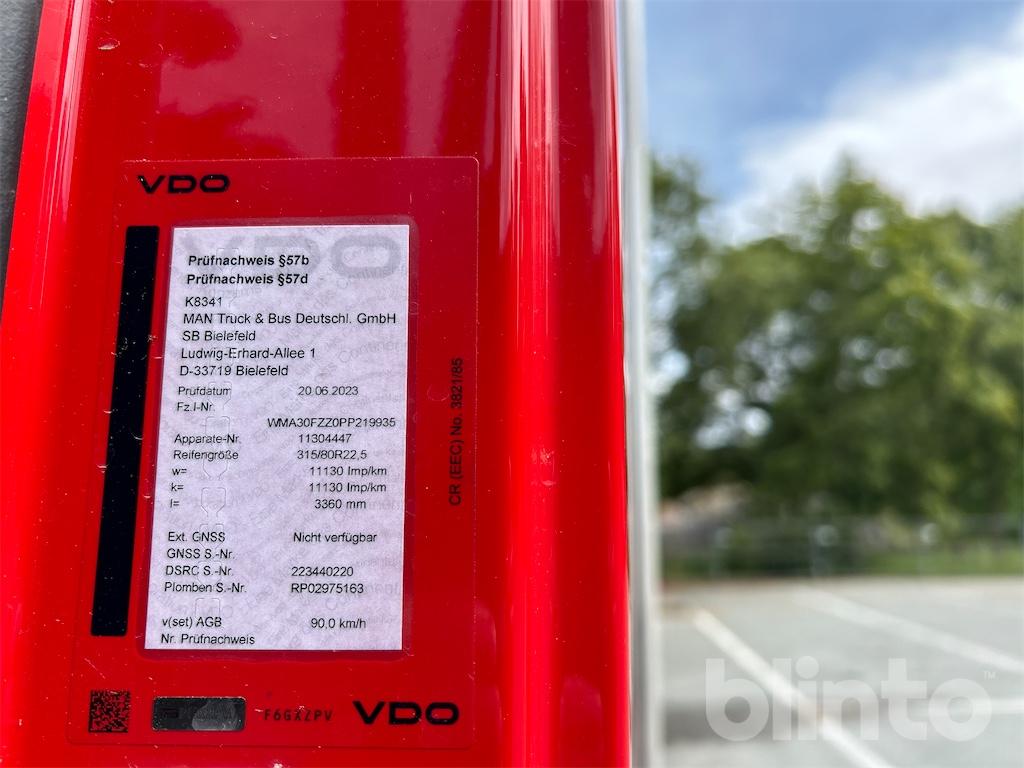 VDO
Prüfnachweis §57b
Prüfnachweis §57d
K8341
MAN Truck & Bus Deutschl. GmbH
SB Bielefeld
Ludwig-Erhard-Allee 1
D-33719 Bielefeld
Prüfdatum 20.06.2023
Fz.I-Nr.
WMA30FZZ0PP219935
Apparate-Nr. 11304447
Reifengröße 315/80R22,5
w= 11130 Imp/km
k= 11130 Imp/km
l= 3360 mm
Ext. GNSS Nicht verfügbar
GNSS S.-Nr.
DSRC S.-Nr. 223440220
Plomben S.-Nr. RP02975163
v(set) AGB 90,0 km/h
Nr. Prüfnachweis
CR (EEC) No. 3821/85
F6GXZPV VDO
blinto™